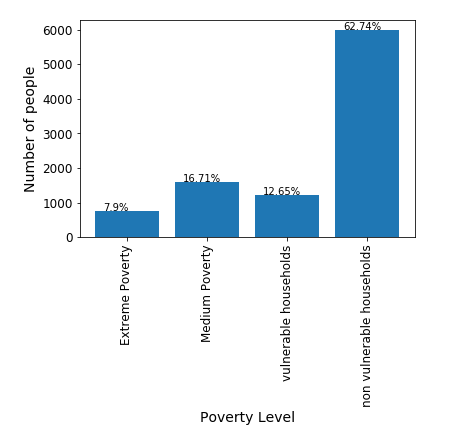 62.74%
6000
5000
4000
3000
2000
16.71%
12.65%
1000
7.9%
0
Number of people
Extreme Poverty
Medium Poverty
vulnerable households
non vulnerable households
Poverty Level